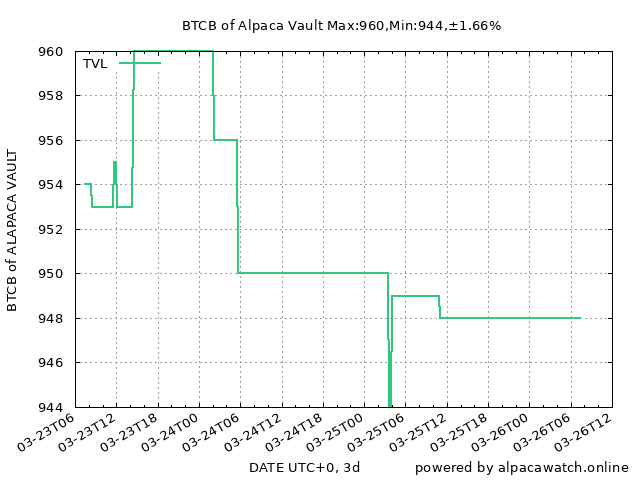 BTCB of Alpaca Vault Max:960,Min:944,±1.66%
TVL
960
958
956
954
952
950
948
946
944
BTCB of ALAPACA VAULT
03-23T06
03-23T12
03-23T18
03-24T00
03-24T06
03-24T12
03-24T18
03-25T00
03-25T06
03-25T12
03-25T18
03-26T00
03-26T06
03-26T12
DATE UTC+0, 3d
powered by alpacawatch.online